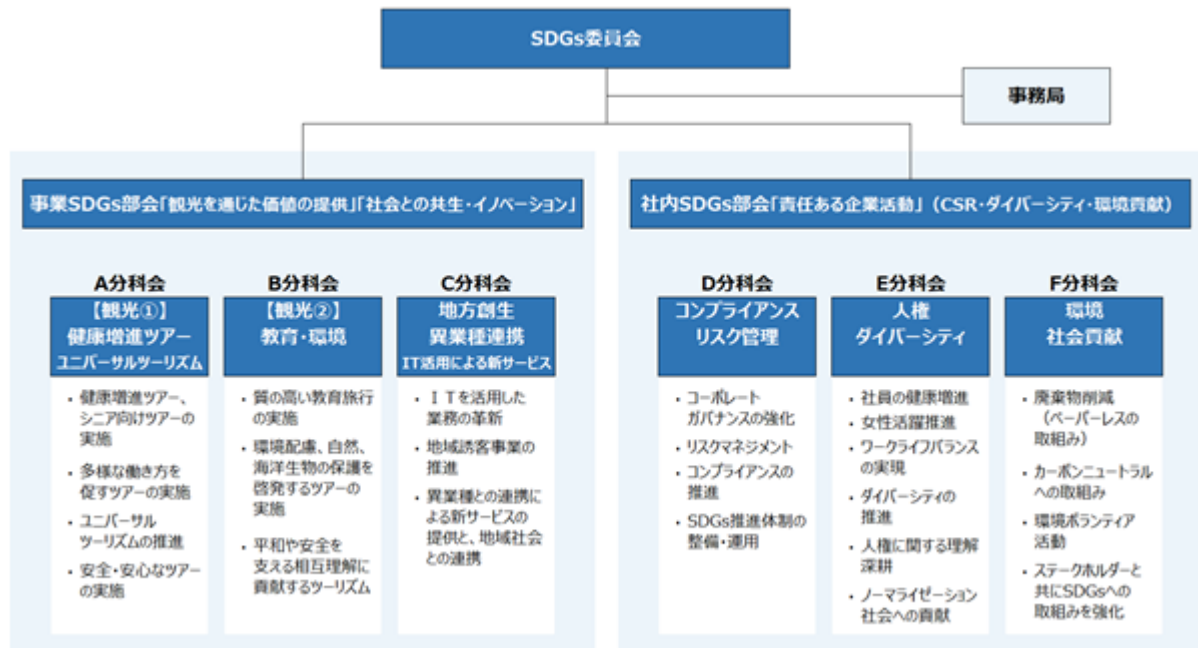 SDGs委員会
事務局
事業SDGs部会「観光を通じた価値の提供」「社会との共生・イノベーション」
A分科会
【観光①】
健康増進ツアー
ユニバーサルツーリズム
・健康増進ツアー、
シニア向けツアーの
実施
・多様な働き方を
促すツアーの実施
・ユニバーサル
ツーリズムの推進
・安全・安心なツアー
の実施
B分科会
【観光②】
教育・環境
・質の高い教育旅行
の実施
・環境配慮、自然、
海洋生物の保護を
啓発するツアーの
実施
・平和や安全を
支える相互理解に
貢献するツーリズム
C分科会
地方創生
異業種連携
IT活用による新サービス
・ITを活用した
業務の革新
・地域誘客事業の
推進
・異業種との連携に
よる新サービスの
提供と、地域社会
との連携
社内SDGs部会「責任ある企業活動」（CSR・ダイバーシティ・環境貢献）
D分科会
コンプライアンス
リスク管理
・コーポレート
ガバナンスの強化
・リスクマネジメント
・コンプライアンスの
推進
・SDGs推進体制の
整備・運用
E分科会
人権
ダイバーシティ
・社員の健康増進
・女性活躍推進
・ワークライフバランス
の実現
・ダイバーシティの
推進
・人権に関する理解
深耕
・ノーマライゼーション
社会への貢献
F分科会
環境
社会貢献
・廃棄物削減
（ペーパーレスの
取組み）
・カーボンニュートラル
への取組み
・環境ボランティア
活動
・ステークホルダーと
共にSDGsへの
取組みを強化